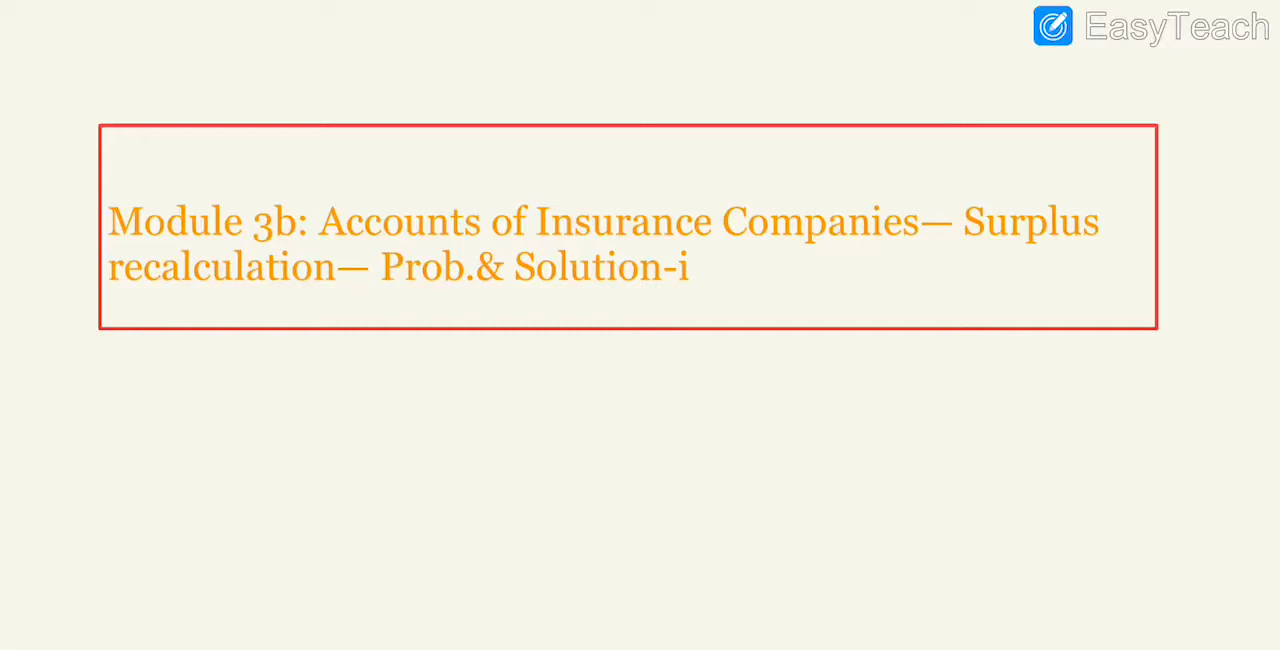 EasyTeach
Module 3b: Accounts of Insurance Companies— Surplus
recalculation— Prob.& Solution-i